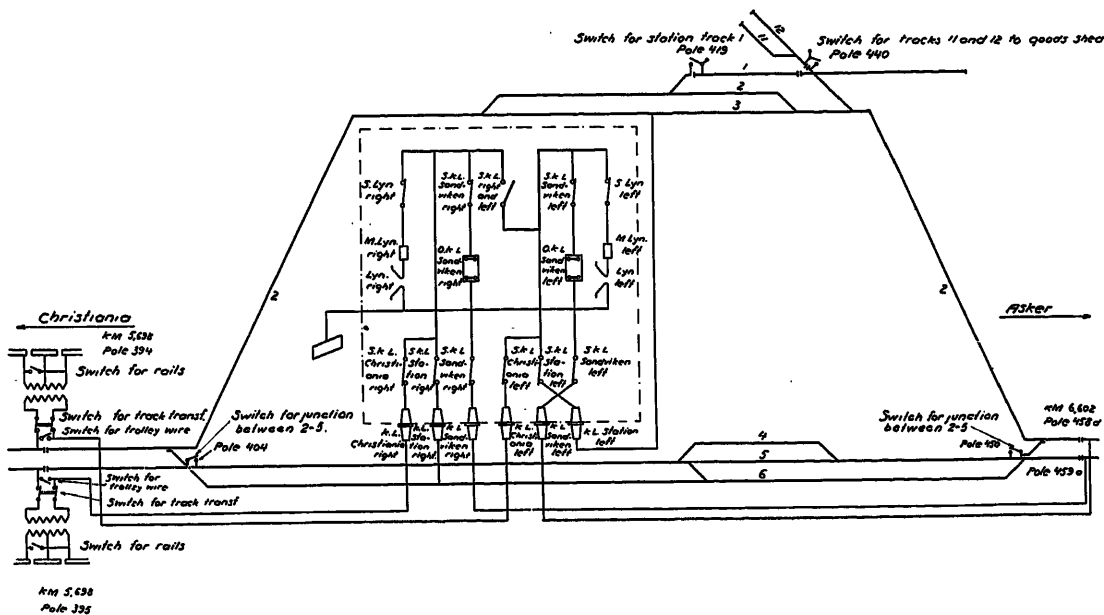 Switch for station track 1
Pole 419
Switch for tracks 11 and 12 to goods shed
Pole 440
11
12
1
2
3
S.Lyn
right
S.k.L.
Sand-
viken
right
S.k.L
right
and
left
S.k.L
Sand-
viken
left
S Lyn
left
M.Lyn.
right
O.k L
Sand-
viken
right
O.k L
Sand-
viken
left
M.Lyn.
left
Lyn.
right
Lyn
left
2
2
Christiania
Asker
KM 5,698
Pole 394
Switch for rails
S.k L.
Christi-
ania
right
S.k.L
Sta-
tion
right
S.k L
Sand-
viken
right
S.k L
Christi-
ania
left
S.k L
Sta-
tion
left
S.k L
Sandviken
left
Switch for track transf.
Switch for trolley wire
Switch for junction
between 2-5.
Pole 404
k.L.
Christiania
right
k.L.
Sta-
tion
right
k L
Sand-
viken
right
k.L.
Christi-
ania
left
k L
Sand-
viken
left
k L Station
left
Switch for
junction
between 2-5.
Pole 456
KM 6,602
Pole 458a
4
5
6
Pole 459a
Switch for
trolley wire
Switch for track transf
Switch for rails
KM 5,698
Pole 395